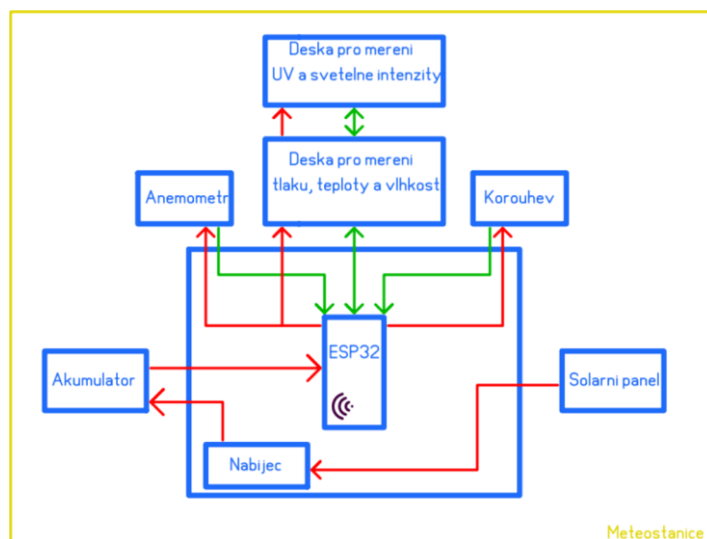 Deska pro mereni
UV a svetelne intenzity
Deska pro mereni
tlaku, teploty a vlhkost
Anemometr
Korouhev
ESP32
Akumulator
Solarni panel
Nabijec
Meteostanice